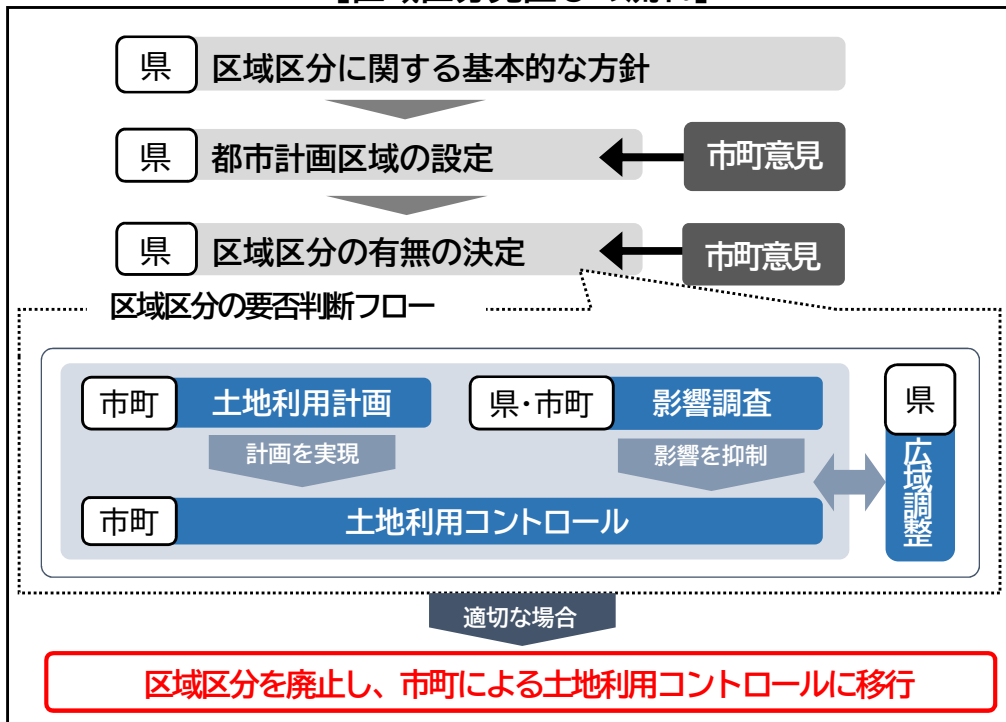 県 区域区分に関する基本的な方針
県 都市計画区域の設定 市町意見
県 区域区分の有無の決定 市町意見
区域区分の要否判断フロー
市町 土地利用計画 県・市町 影響調査 県
計画を実現 影響を抑制 広域調整
市町 土地利用コントロール
適切な場合
区域区分を廃止し、市町による土地利用コントロールに移行